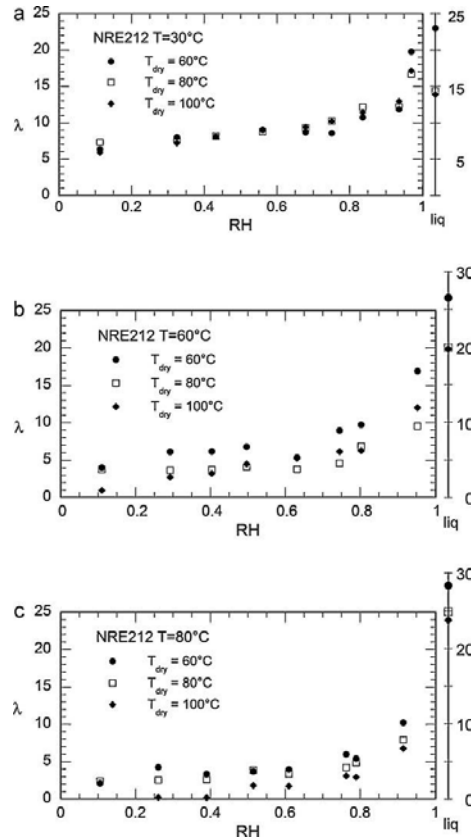 a
NRE212 T=30°C
T_dry = 60°C
T_dry = 80°C
T_dry = 100°C
25
20
15
10
5
0
λ
0 0.2 0.4 0.6 0.8 1
RH
25
15
5
liq
b
NRE212 T=60°C
T_dry = 60°C
T_dry = 80°C
T_dry = 100°C
25
20
15
10
5
0
λ
0 0.2 0.4 0.6 0.8 1
RH
30
20
10
0
liq
c
NRE212 T=80°C
T_dry = 60°C
T_dry = 80°C
T_dry = 100°C
25
20
15
10
5
0
λ
0 0.2 0.4 0.6 0.8 1
RH
30
20
10
0
liq